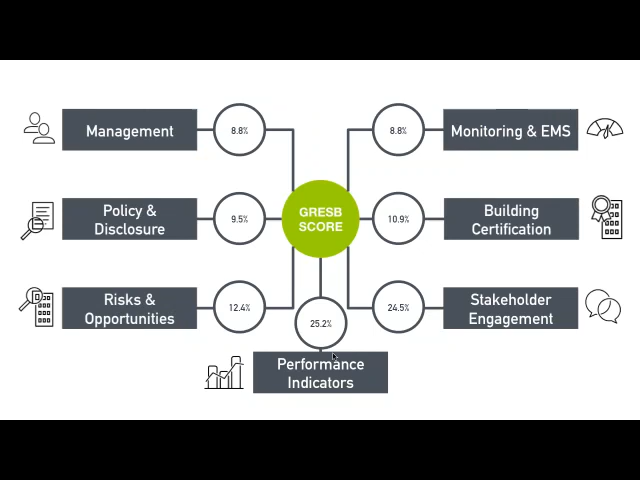 Management
8.8%
8.8%
Monitoring & EMS
Policy &
Disclosure
9.5%
GRESB
SCORE
10.9%
Building
Certification
Risks &
Opportunities
12.4%
25.2%
24.5%
Stakeholder
Engagement
Performance
Indicators